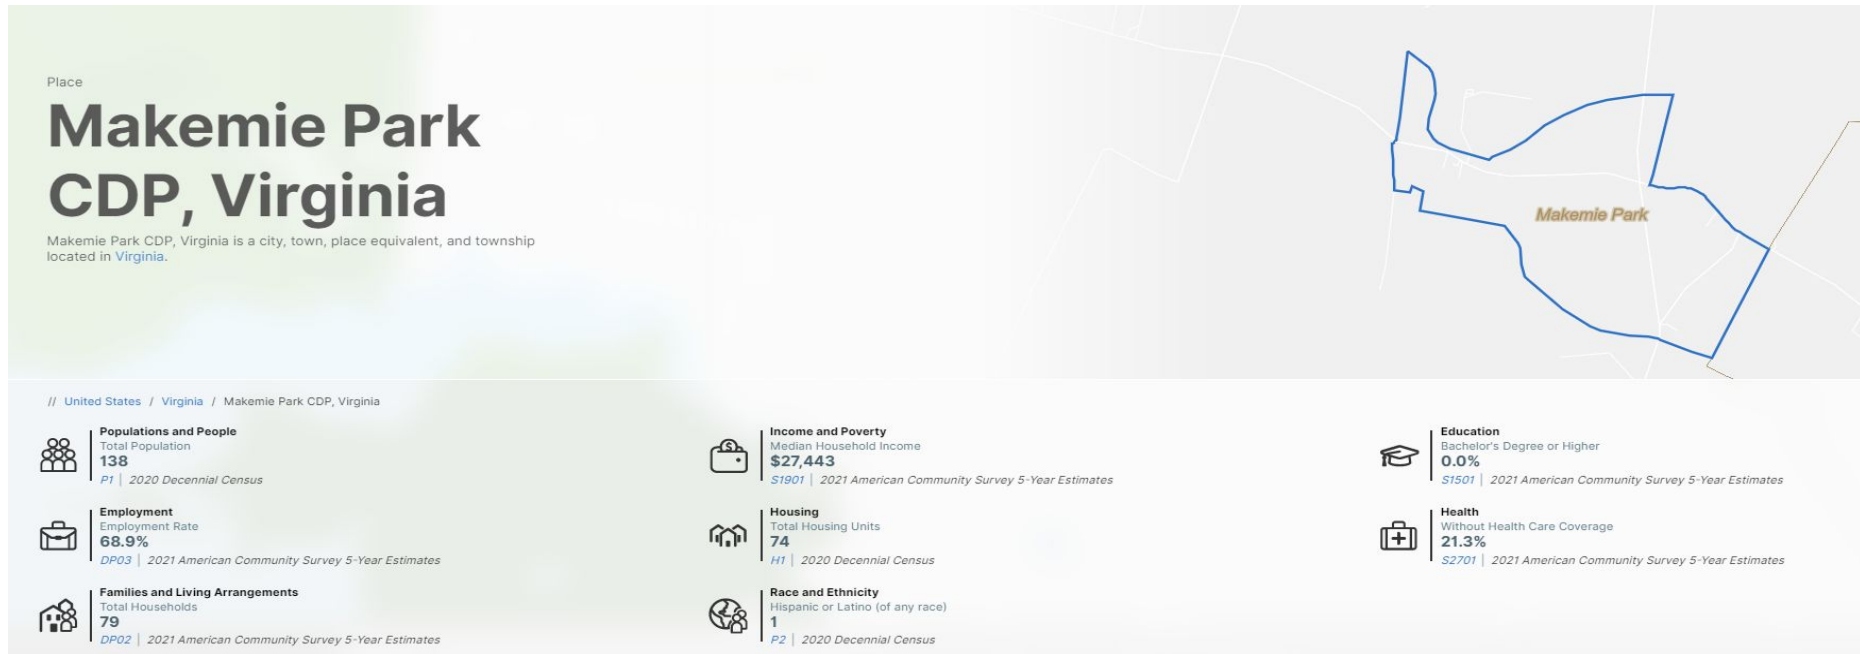 Place
Makemie Park
CDP, Virginia
Makemie Park CDP, Virginia is a city, town, place equivalent, and township
located in Virginia.
Makemie Park
// United States / Virginia / Makemie Park CDP, Virginia
Populations and People
Total Population
138
P1 | 2020 Decennial Census
Income and Poverty
Median Household Income
$27,443
S1901 | 2021 American Community Survey 5-Year Estimates
Education
Bachelor's Degree or Higher
0.0%
S1501 | 2021 American Community Survey 5-Year Estimates
Employment
Employment Rate
68.9%
DP03 | 2021 American Community Survey 5-Year Estimates
Housing
Total Housing Units
74
H1 | 2020 Decennial Census
Health
Without Health Care Coverage
21.3%
S2701 | 2021 American Community Survey 5-Year Estimates
Families and Living Arrangements
Total Households
79
DP02 | 2021 American Community Survey 5-Year Estimates
Race and Ethnicity
Hispanic or Latino (of any race)
1
P2 | 2020 Decennial Census